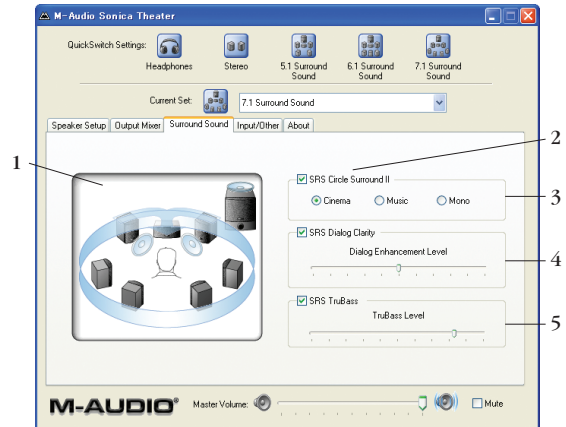 M-Audio Sonica Theater
QuickSwitch Settings:
Headphones
Stereo
5.1 Surround
Sound
6.1 Surround
Sound
7.1 Surround
Sound
Current Set:
7.1 Surround Sound
Speaker Setup
Output Mixer
Surround Sound
Input/Other
About
1
2
SRS Circle Surround II
Cinema
Music
Mono
3
SRS Dialog Clarity
Dialog Enhancement Level
4
SRS TruBass
TruBass Level
5
M-AUDIO®
Master Volume:
Mute